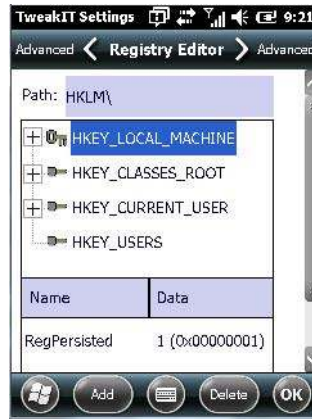 TweakIT Settings 9:21
Advanced Registry Editor Advanced
Path: HKLM\
HKEY_LOCAL_MACHINE
HKEY_CLASSES_ROOT
HKEY_CURRENT_USER
HKEY_USERS
Name Data
RegPersisted 1 (0x00000001)
Add Delete OK